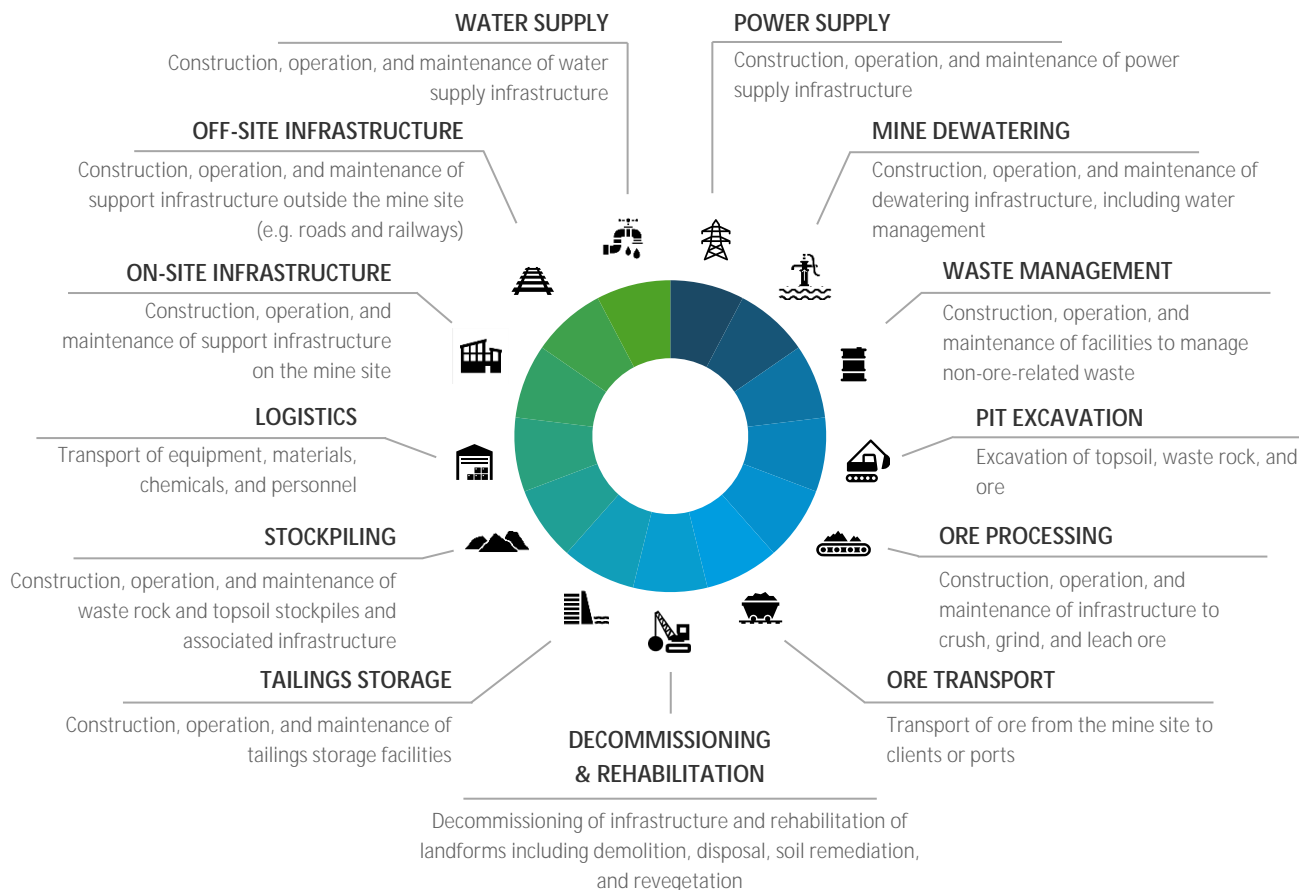 WATER SUPPLY
Construction, operation, and maintenance of water
supply infrastructure
POWER SUPPLY
Construction, operation, and maintenance of power
supply infrastructure
OFF-SITE INFRASTRUCTURE
Construction, operation, and maintenance of
support infrastructure outside the mine site
(e.g. roads and railways)
MINE DEWATERING
Construction, operation, and maintenance of
dewatering infrastructure, including water
management
ON-SITE INFRASTRUCTURE
Construction, operation, and
maintenance of support infrastructure
on the mine site
WASTE MANAGEMENT
Construction, operation, and
maintenance of facilities to manage
non-ore-related waste
LOGISTICS
Transport of equipment, materials,
chemicals, and personnel
PIT EXCAVATION
Excavation of topsoil, waste rock, and
ore
STOCKPILING
Construction, operation, and maintenance of
waste rock and topsoil stockpiles and
associated infrastructure
ORE PROCESSING
Construction, operation, and
maintenance of infrastructure to
crush, grind, and leach ore
TAILINGS STORAGE
Construction, operation, and maintenance of
tailings storage facilities
ORE TRANSPORT
Transport of ore from the mine site to
clients or ports
DECOMMISSIONING
& REHABILITATION
Decommissioning of infrastructure and rehabilitation of
landforms including demolition, disposal, soil remediation,
and revegetation